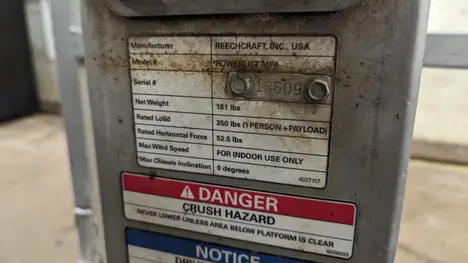 Manufacturer REECHCRAFT, INC., USA
Model # POWERLIFT MPA
Serial # 13609
Net Weight 181 lbs
Rated Load 350 lbs (1 PERSON + PAYLOAD)
Rated Horizontal Force 52.5 lbs
Max Wind Speed FOR INDOOR USE ONLY
Max Chassis Inclination 0 degrees
4027117
DANGER
CRUSH HAZARD
NEVER LOWER UNLESS AREA BELOW PLATFORM IS CLEAR
NOTICE